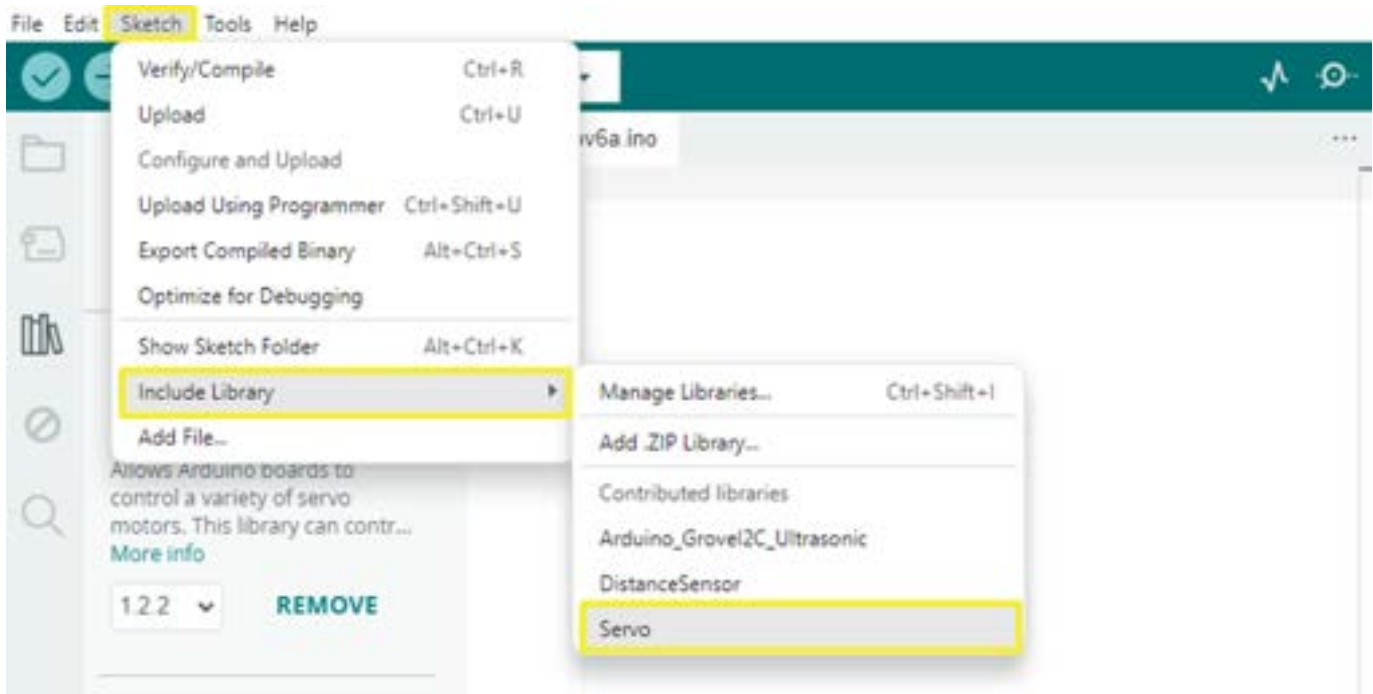 File Edit Sketch Tools Help
Verify/Compile Ctrl+R
Upload Ctrl+U
Configure and Upload
Upload Using Programmer Ctrl+Shift+U
Export Compiled Binary Alt+Ctrl+S
Optimize for Debugging
Show Sketch Folder Alt+Ctrl+K
Include Library
Add File...
v6a.ino
...
Manage Libraries... Ctrl+Shift+I
Add .ZIP Library...
Contributed libraries
Arduino_GroveI2C_Ultrasonic
DistanceSensor
Servo
Allows Arduino boards to
control a variety of servo
motors. This library can contr...
More info
1.2.2 REMOVE